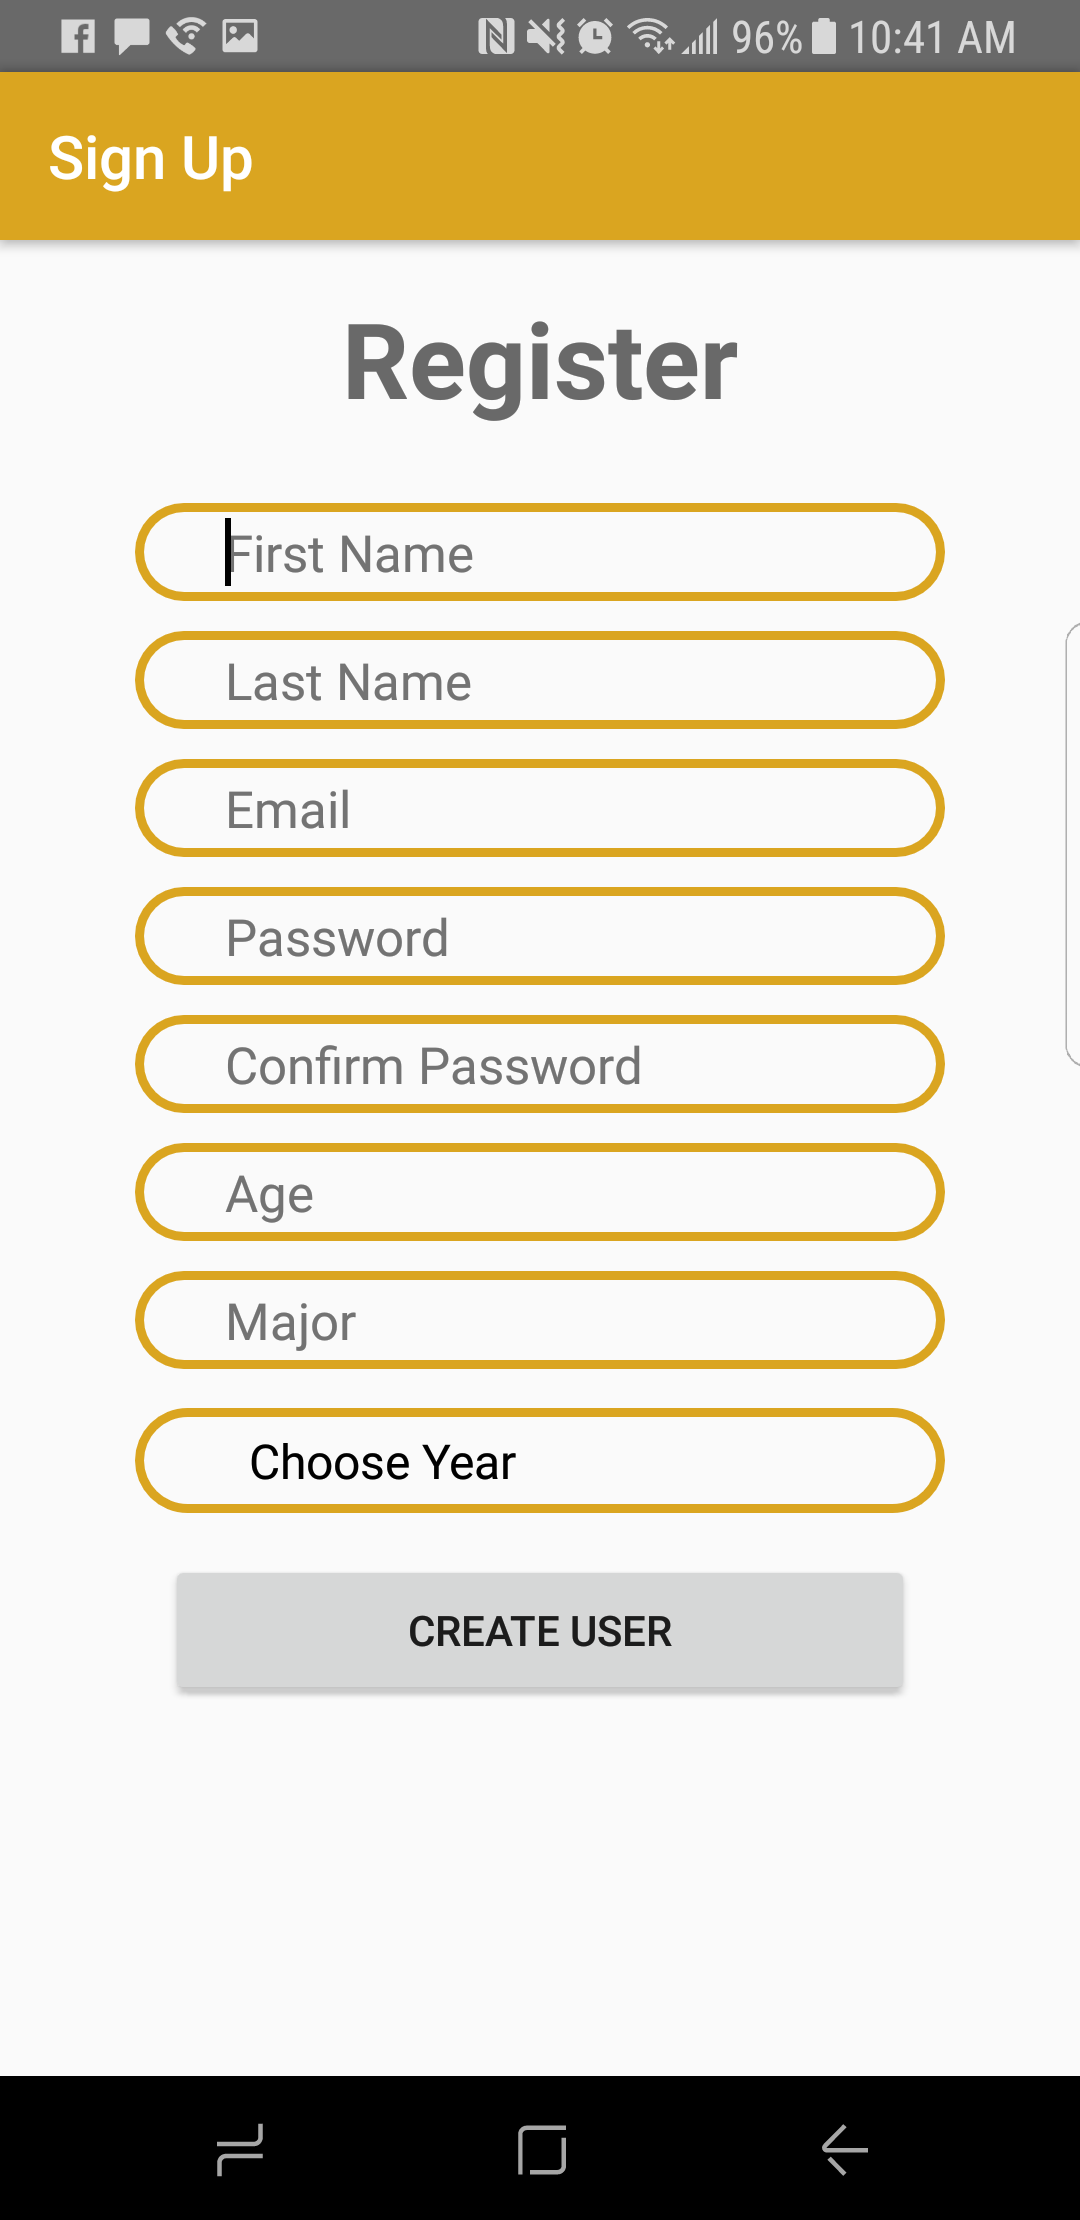 96% 10:41 AM
Sign Up
Register
First Name
Last Name
Email
Password
Confirm Password
Age
Major
Choose Year
CREATE USER